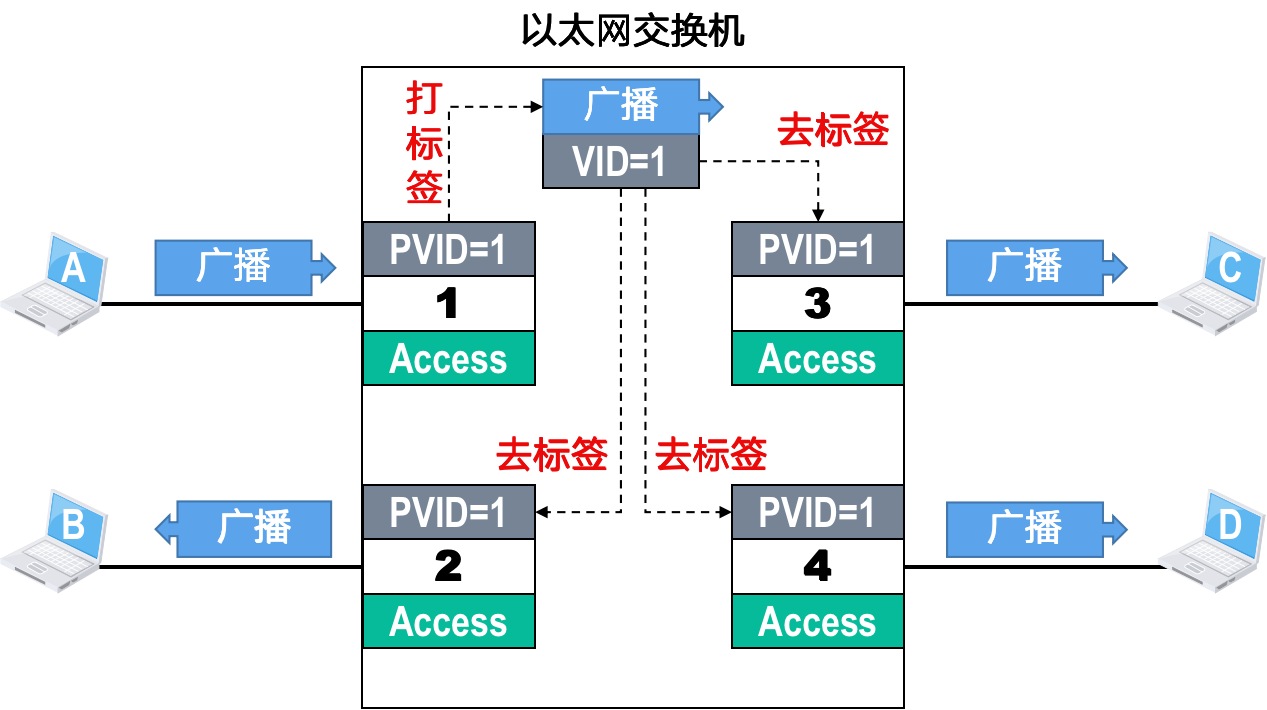 以太网交换机
打标签
广播
VID=1
去标签
A
广播
PVID=1
1
Access
PVID=1
3
Access
广播
C
去标签
去标签
B
广播
PVID=1
2
Access
PVID=1
4
Access
广播
D